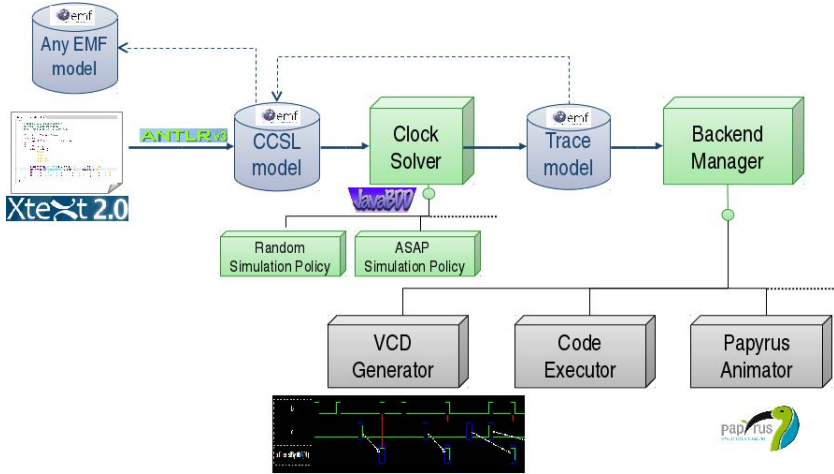 emf
Any EMF
model
emf
emf
ANTLR v3
CCSL
model
Clock
Solver
Trace
model
Backend
Manager
Xtext 2.0
JavaBDD
Random
Simulation Policy
ASAP
Simulation Policy
VCD
Generator
Code
Executor
Papyrus
Animator
papyrus